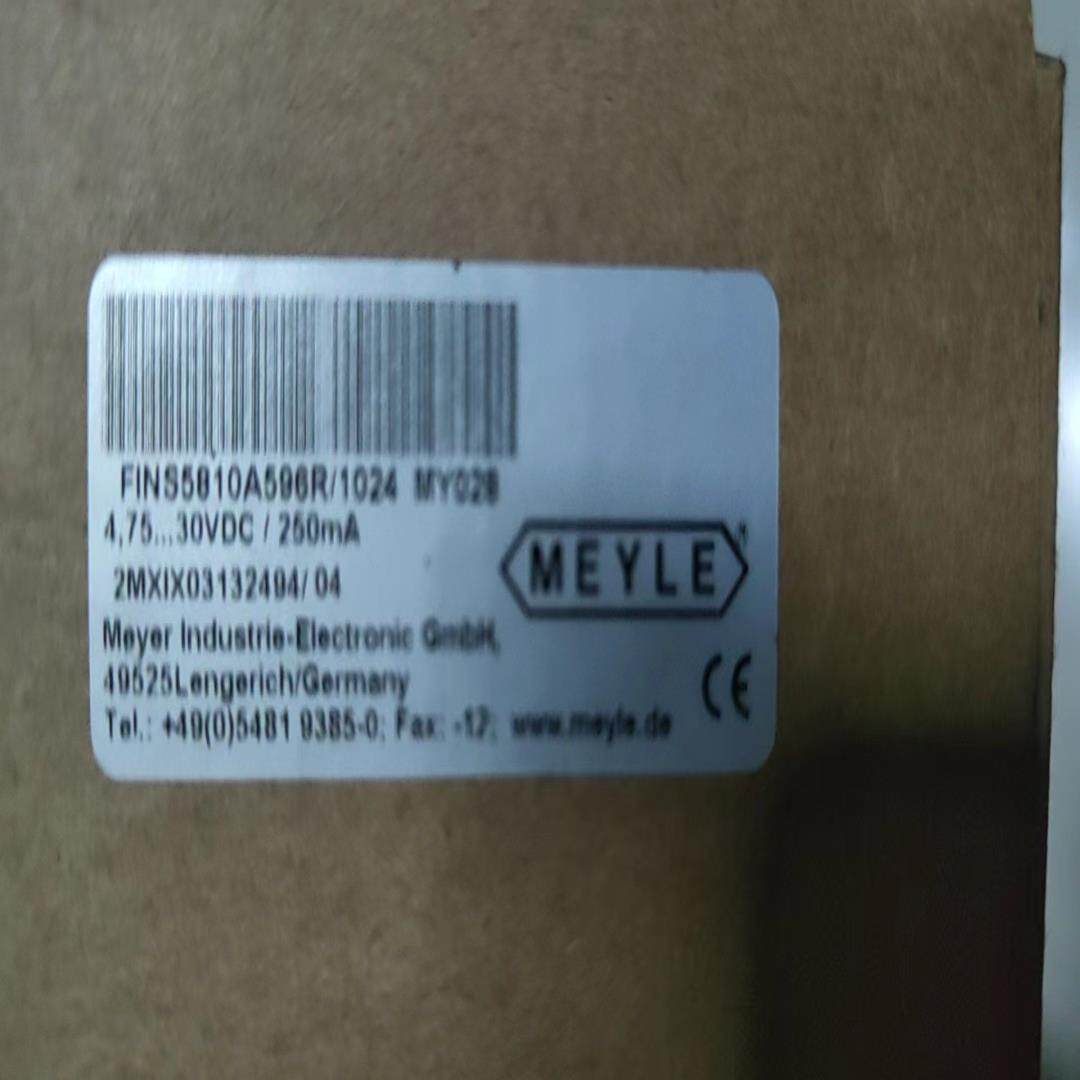 FINS5810A596R/1024 MY028
4,75...30VDC / 250mA
2MXIX03132494/ 04
MEYLE
Meyer Industrie-Electronic GmbH,
49525Lengerich/Germany
CE
Tel.: +49(0)5481 9385-0; Fax: -12; www.meyle.de